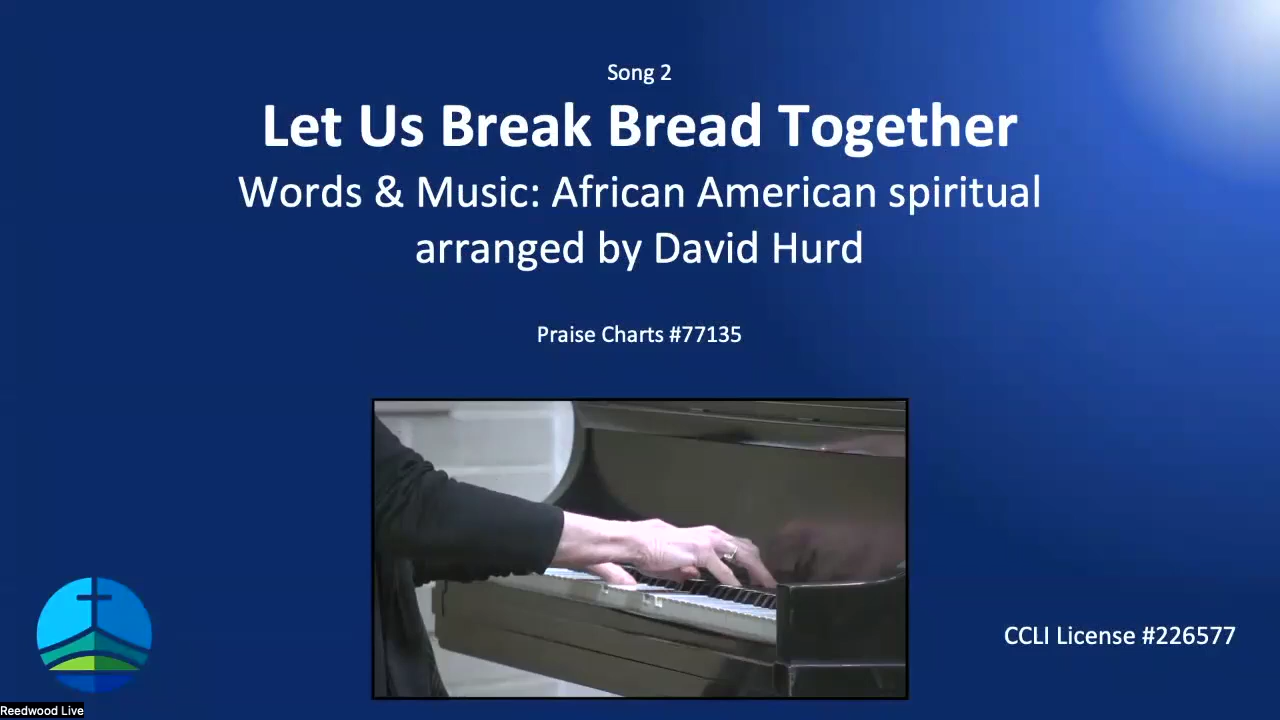 Song 2
Let Us Break Bread Together
Words & Music: African American spiritual
arranged by David Hurd
Praise Charts #77135
CCLI License #226577
Reedwood Live